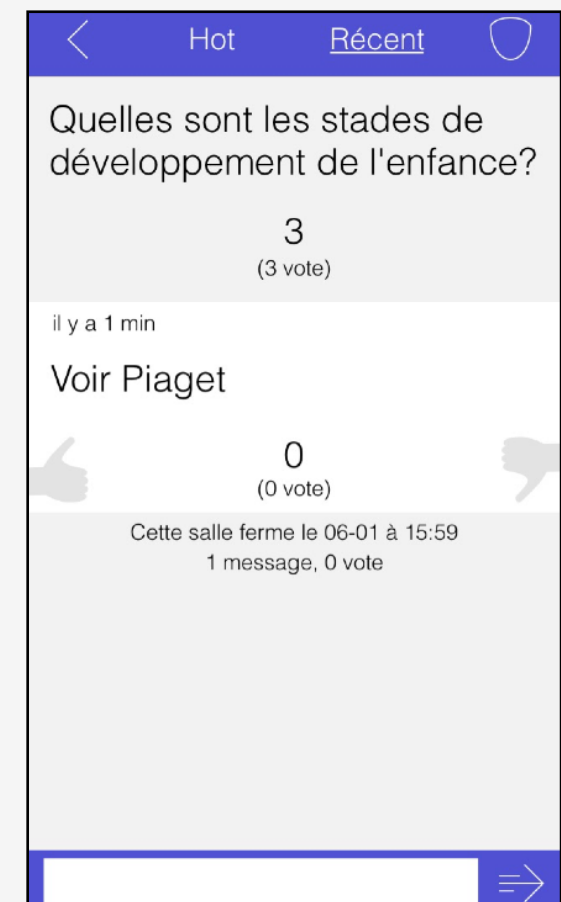 Hot Récent
Quelles sont les stades de
développement de l'enfance?
3
(3 vote)
il y a 1 min
Voir Piaget
0
(0 vote)
Cette salle ferme le 06-01 à 15:59
1 message, 0 vote